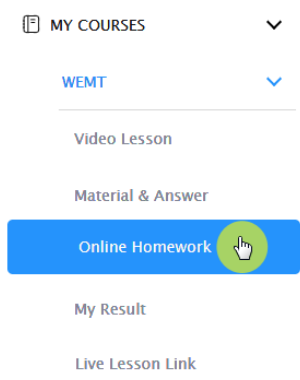 MY COURSES
WEMT
Video Lesson
Material & Answer
Online Homework
My Result
Live Lesson Link